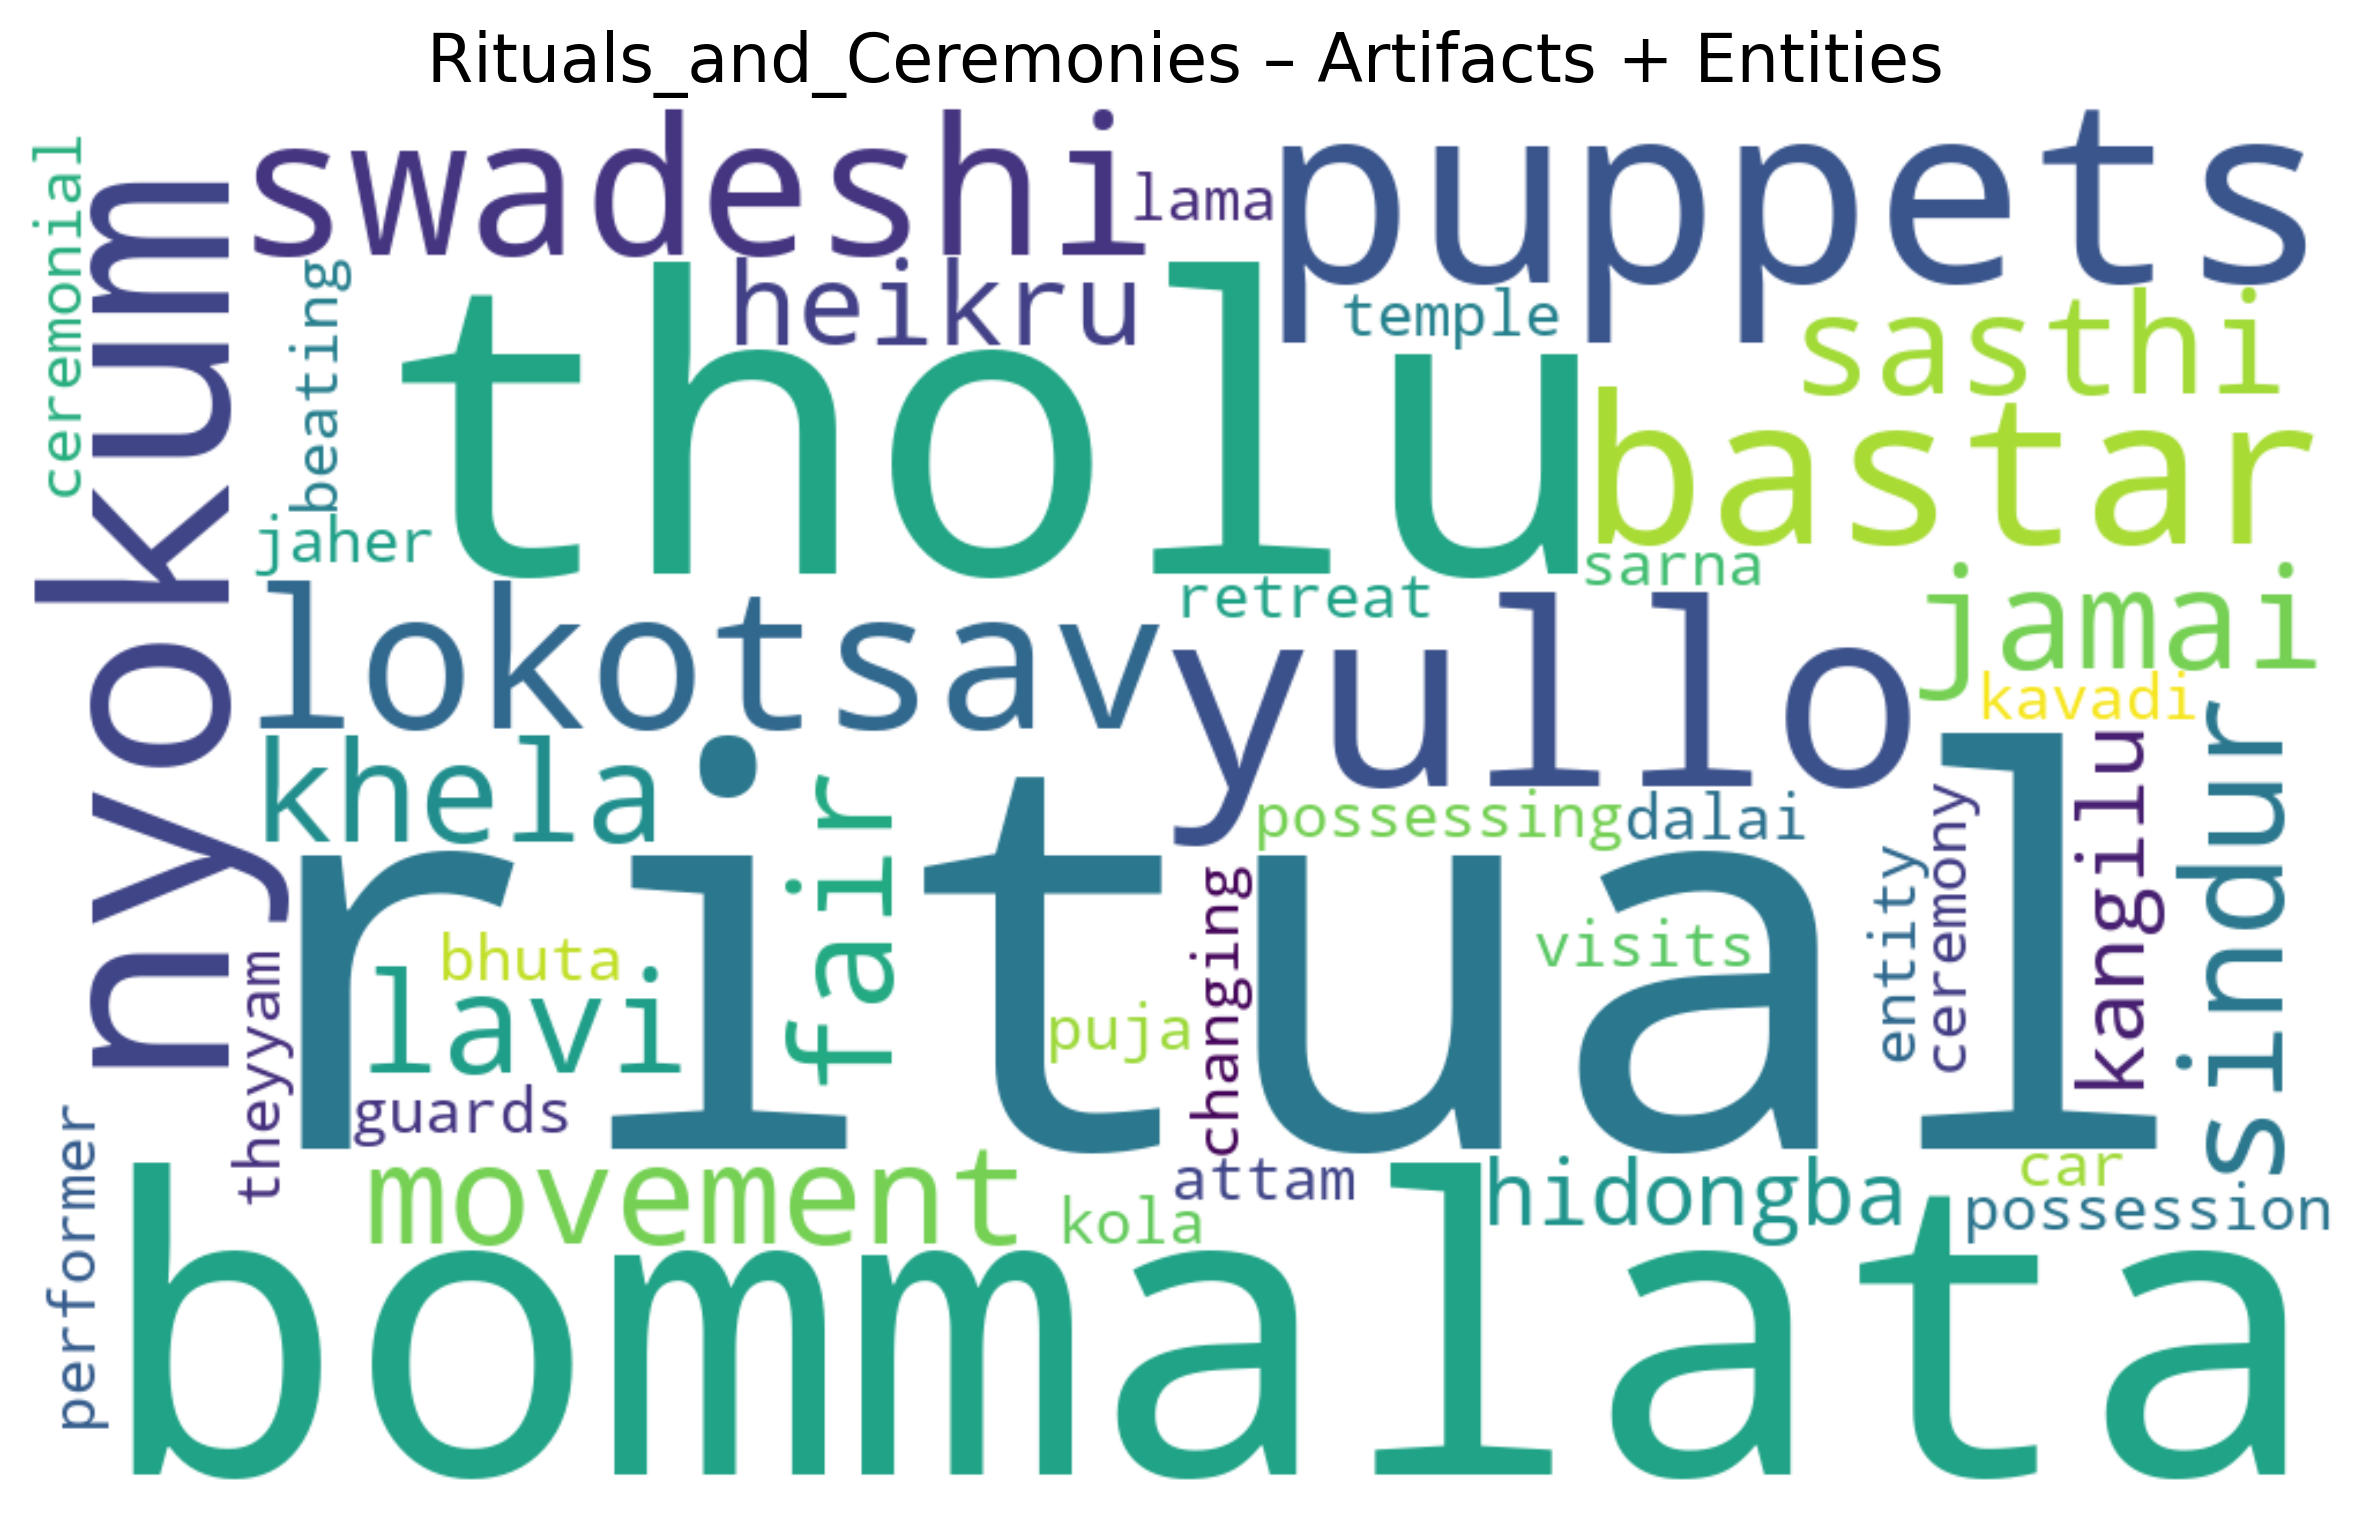 Rituals_and_Ceremonies – Artifacts + Entities
ceremonial
nyokum
swadeshi
lama
puppets
beating
heikru
tholu
temple
sasthi
bastar
jaher
retreat
sarna
lokotsav
yullo
jamai
kavadi
khela
fair
possessing
dalai
ritual
entity
ceremony
kangilu
sindur
bhuta
lavi
visits
puja
changing
theyyam
guards
performer
movement
kola
attam
hidongba
car
possession
bommalata